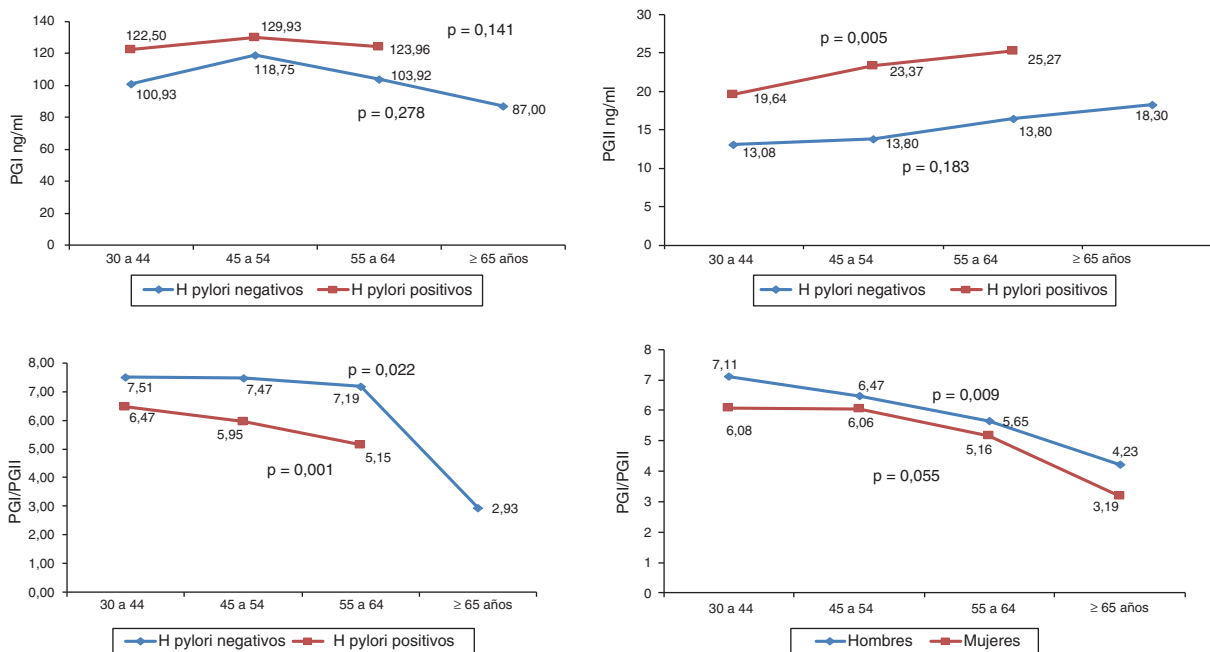 140
120
100
80
60
40
20
0
PGI ng/ml
122,50
129,93
123,96
p = 0,141
100,93
118,75
103,92
87,00
p = 0,278
30 a 44
45 a 54
55 a 64
≥ 65 años
H pylori negativos
H pylori positivos
30
25
20
15
10
5
0
PGII ng/ml
p = 0,005
19,64
23,37
25,27
13,08
13,80
13,80
18,30
p = 0,183
30 a 44
45 a 54
55 a 64
≥ 65 años
H pylori negativos
H pylori positivos
8,00
7,00
6,00
5,00
4,00
3,00
2,00
1,00
0,00
PGI/PGII
p = 0,022
7,51
7,47
7,19
6,47
5,95
5,15
p = 0,001
2,93
30 a 44
45 a 54
55 a 64
≥ 65 años
H pylori negativos
H pylori positivos
8
7
6
5
4
3
2
1
0
PGI/PGII
7,11
6,47
p = 0,009
5,65
4,23
6,08
6,06
5,16
3,19
p = 0,055
30 a 44
45 a 54
55 a 64
≥ 65 años
Hombres
Mujeres